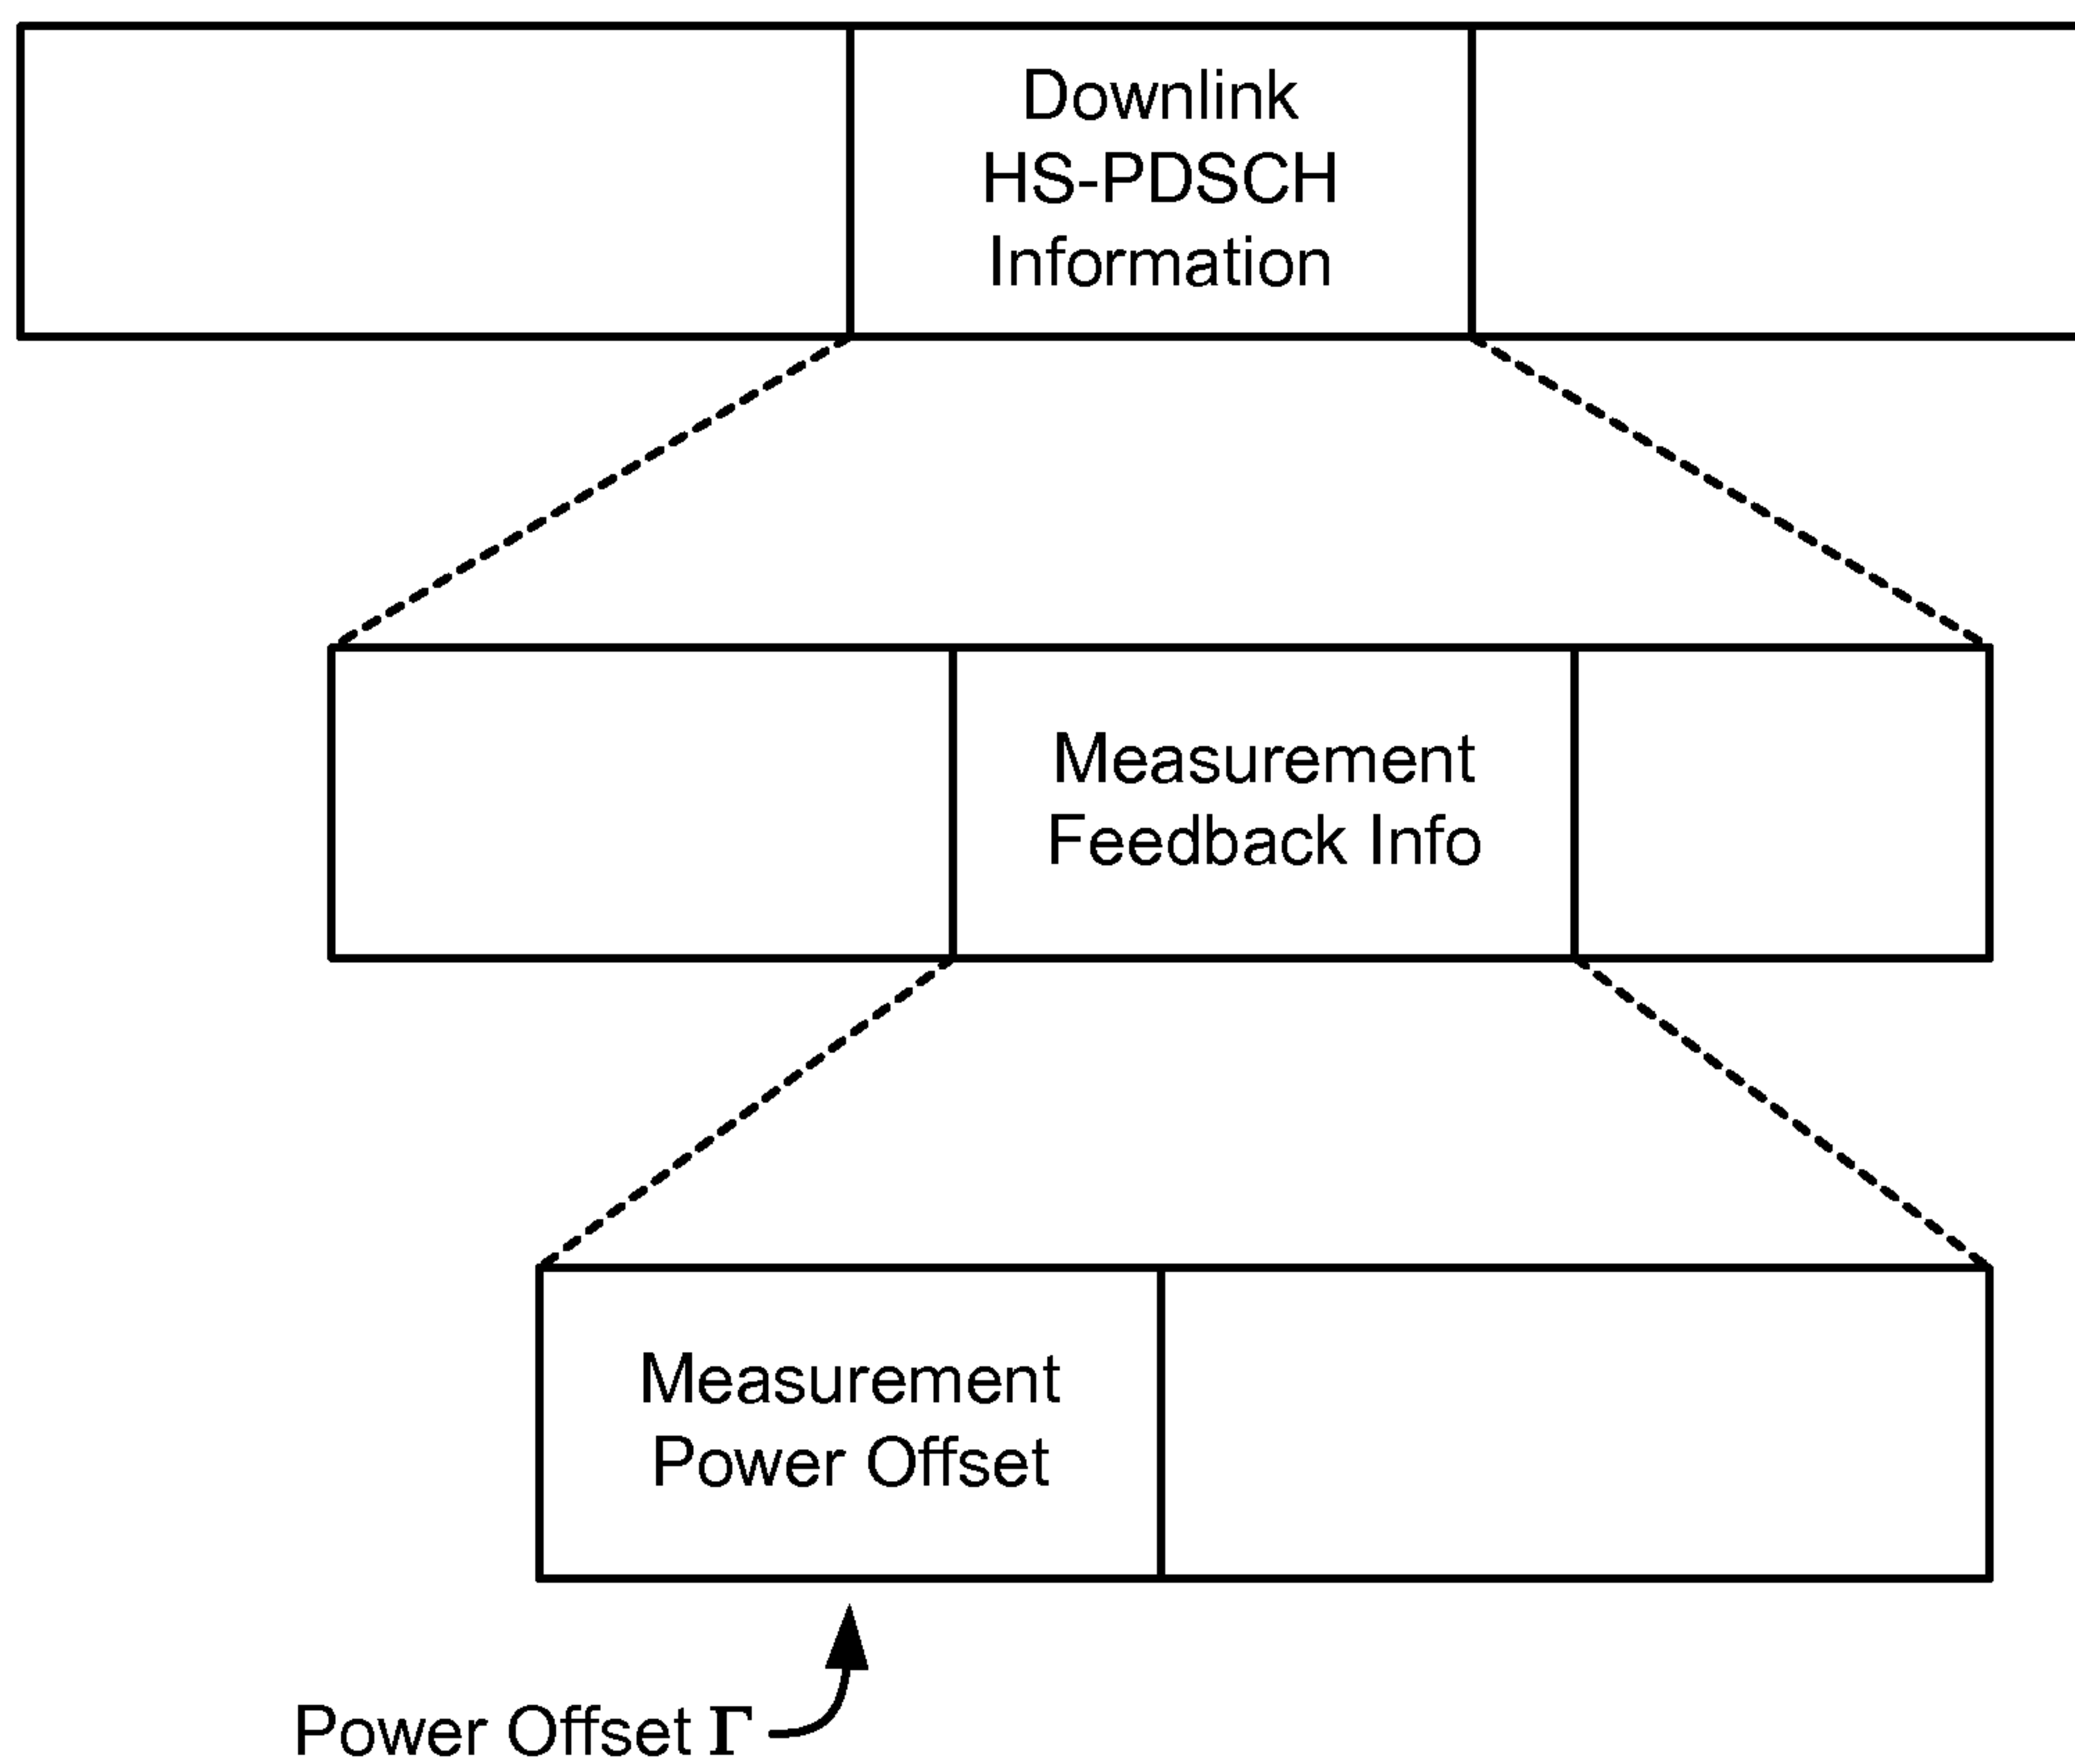 Downlink
HS-PDSCH
Information
Measurement
Feedback Info
Measurement
Power Offset
Power Offset Γ